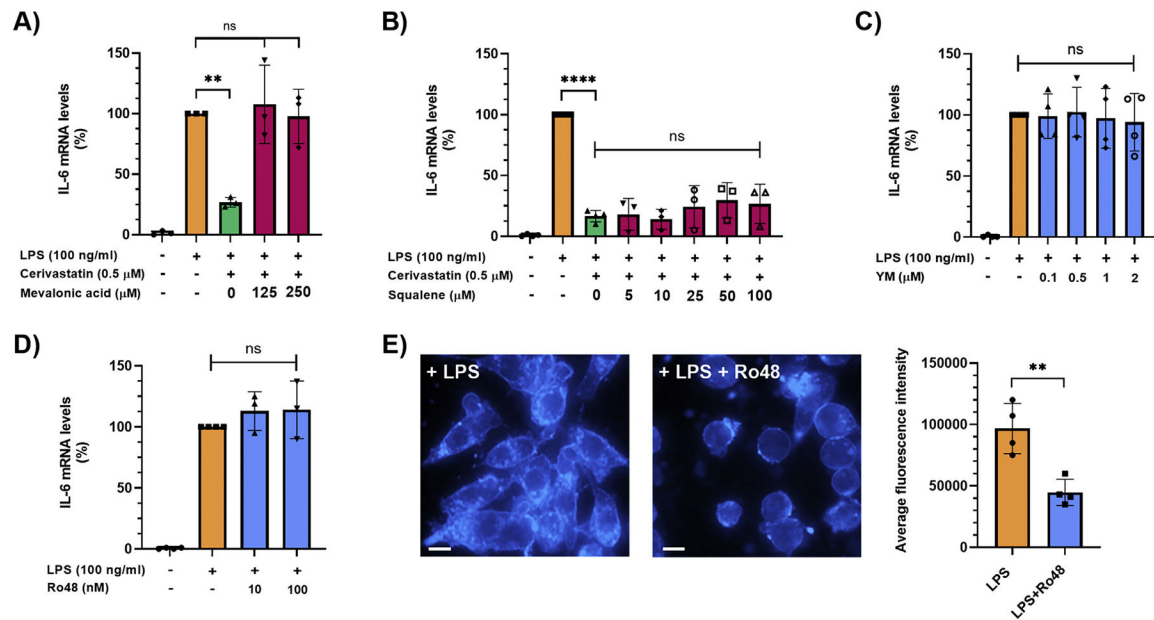 A)
ns
**
150
100
50
0
IL-6 mRNA levels
(%)
LPS (100 ng/ml) - + + + +
Cerivastatin (0.5 μM) - - + + +
Mevalonic acid (μM) - - 0 125 250
B)
****
ns
150
100
50
0
IL-6 mRNA levels
(%)
LPS (100 ng/ml) - + + + + + + +
Cerivastatin (0.5 μM) - - + + + + + +
Squalene (μM) - - 0 5 10 25 50 100
C)
ns
150
100
50
0
IL-6 mRNA levels
(%)
LPS (100 ng/ml) - + + + + +
YM (μM) - - 0.1 0.5 1 2
D)
ns
150
100
50
0
IL-6 mRNA levels
(%)
LPS (100 ng/ml) - + + +
Ro48 (nM) - - 10 100
E)
+ LPS
+ LPS + Ro48
**
150000
100000
50000
0
Average fluorescence intensity
LPS
LPS+Ro48